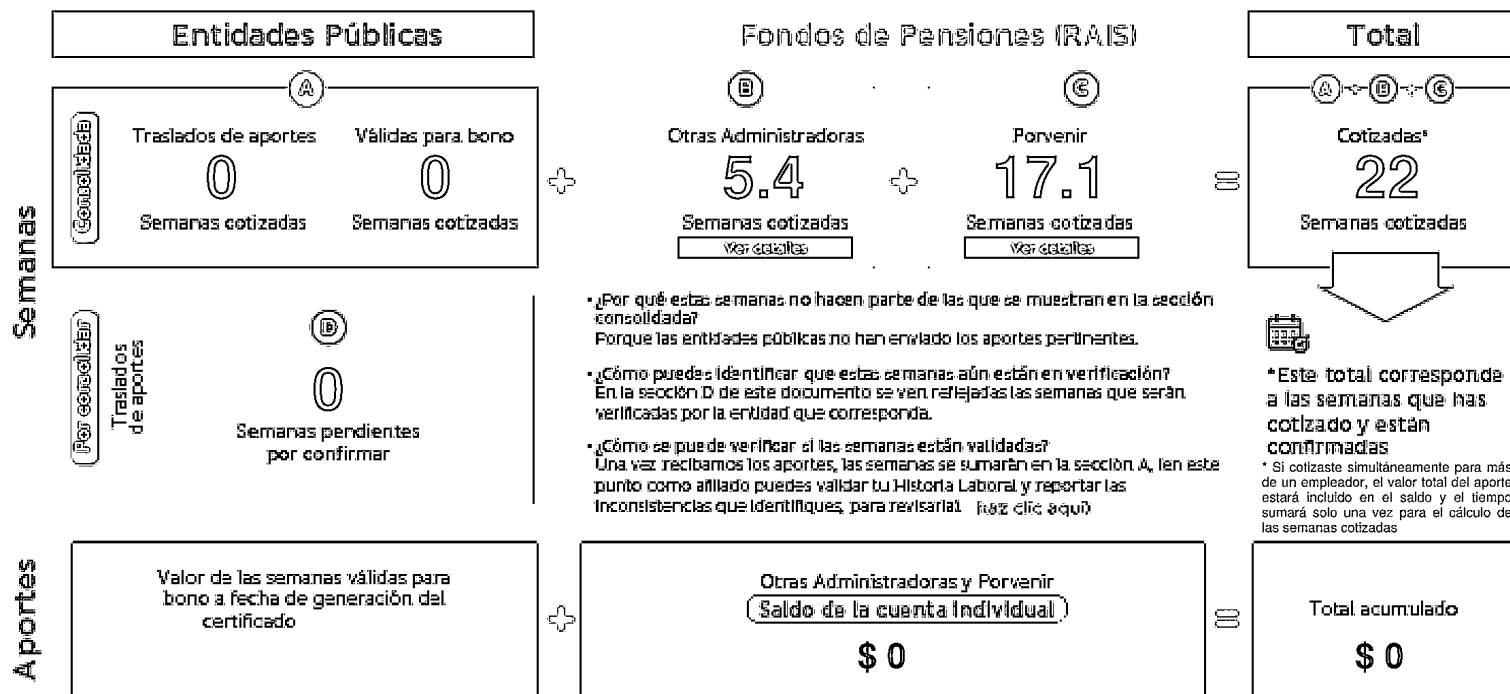 Entidades Públicas
Fondos de Pensiones (RAIS)
Total
Semanas
Consolidada
A
Traslados de aportes
0
Semanas cotizadas
Válidas para bono
0
Semanas cotizadas
+
B
Otras Administradoras
5.4
Semanas cotizadas
Ver detalles
+
C
Porvenir
17.1
Semanas cotizadas
Ver detalles
=
A + B + C
Cotizadas*
22
Semanas cotizadas
Por consolidar
Traslados
de aportes
D
0
Semanas pendientes
por confirmar
• ¿Por qué estas semanas no hacen parte de las que se muestran en la sección
consolidada?
Porque las entidades públicas no han enviado los aportes pertinentes.
• ¿Cómo puedes identificar que estas semanas aún están en verificación?
En la sección D de este documento se ven reflejadas las semanas que serán
verificadas por la entidad que corresponda.
• ¿Cómo se puede verificar si las semanas están validadas?
Una vez recibamos los aportes, las semanas se sumarán en la sección A, (en este
punto como afiliado puedes validar tu Historia Laboral y reportar las
inconsistencias que identifiques, para revisarlas haz clic aquí)
*Este total corresponde
a las semanas que has
cotizado y están
confirmadas
* Si cotizaste simultáneamente para más
de un empleador, el valor total del aporte
estará incluido en el saldo y el tiempo
sumará solo una vez para el cálculo de
las semanas cotizadas
Aportes
Valor de las semanas válidas para
bono a fecha de generación del
certificado
+
Otras Administradoras y Porvenir
Saldo de la cuenta individual
$ 0
=
Total acumulado
$ 0